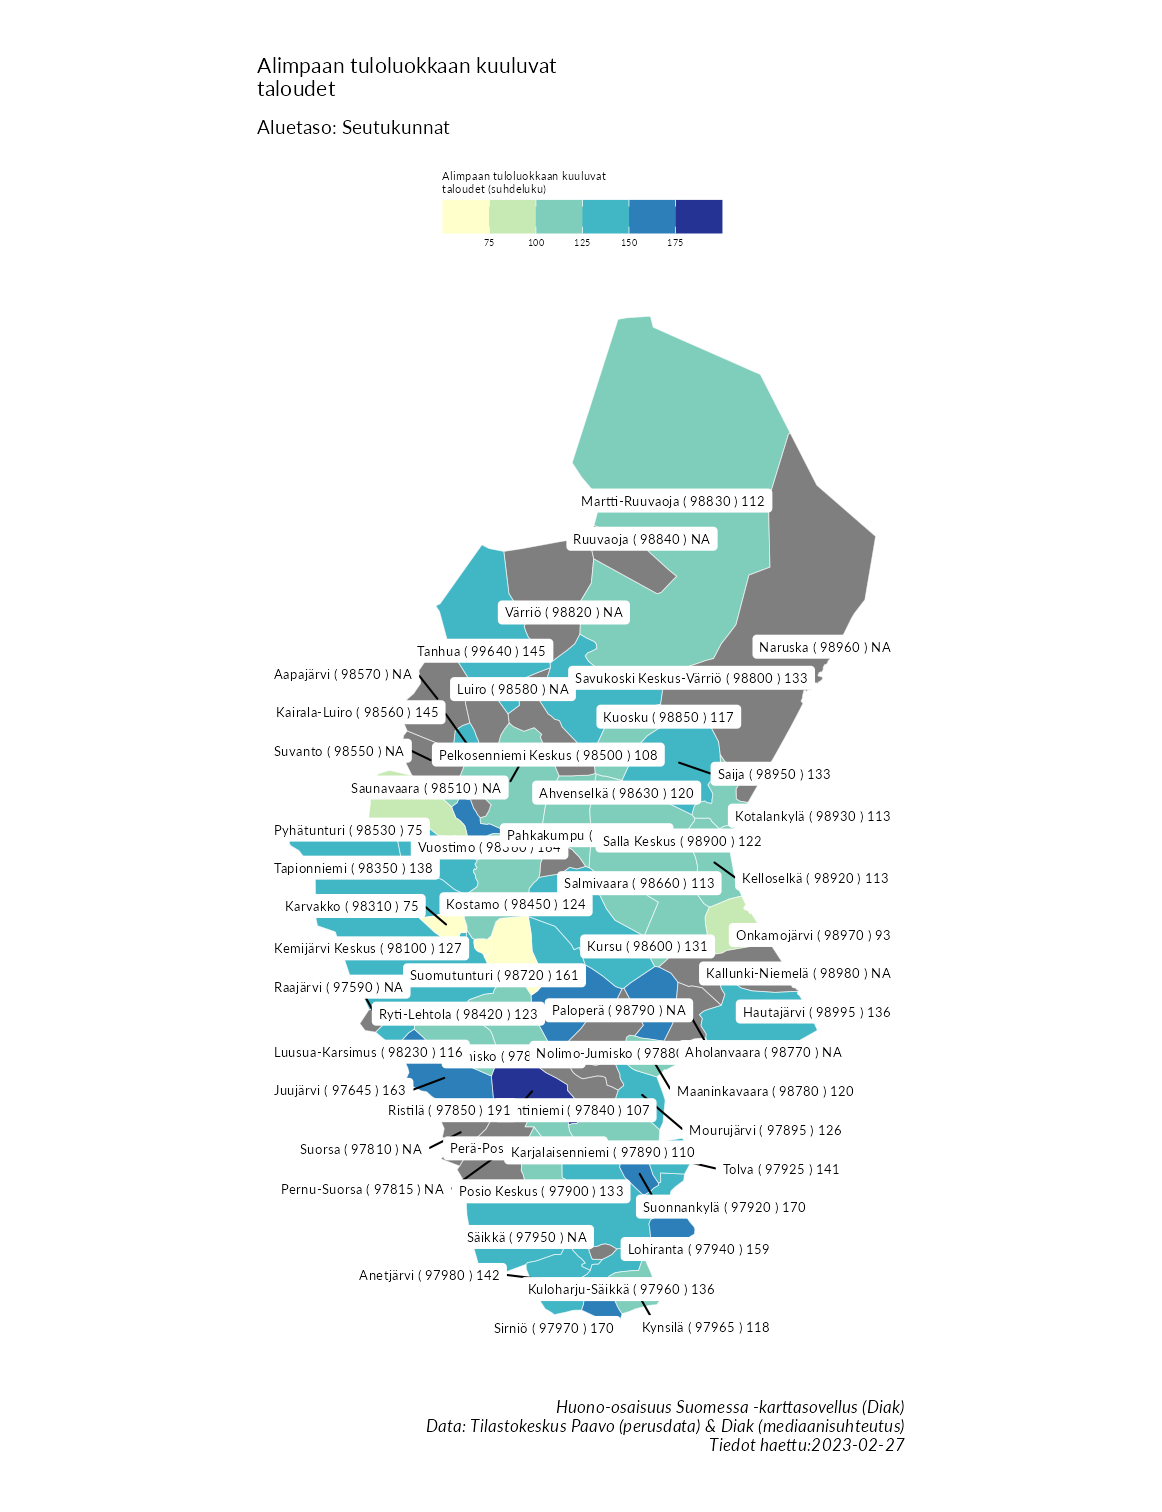 Alimpaan tuloluokkaan kuuluvat
taloudet
Aluetaso: Seutukunnat
Alimpaan tuloluokkaan kuuluvat
taloudet (suhdeluku)
75 100 125 150 175
Martti-Ruuvaoja ( 98830 ) 112
Ruuvaoja ( 98840 ) NA
Värriö ( 98820 ) NA
Naruska ( 98960 ) NA
Tanhua ( 99640 ) 145
Aapajärvi ( 98570 ) NA
Savukoski Keskus-Värriö ( 98800 ) 133
Luiro ( 98580 ) NA
Kairala-Luiro ( 98560 ) 145
Kuosku ( 98850 ) 117
Suvanto ( 98550 ) NA
Pelkosenniemi Keskus ( 98500 ) 108
Saija ( 98950 ) 133
Saunavaara ( 98510 ) NA
Ahvenselkä ( 98630 ) 120
Kotalankylä ( 98930 ) 113
Pyhätunturi ( 98530 ) 75
Pahkakumpu (
Salla Keskus ( 98900 ) 122
Vuostimo ( 98360 ) 164
Tapionniemi ( 98350 ) 138
Kelloselkä ( 98920 ) 113
Salmivaara ( 98660 ) 113
Karvakko ( 98310 ) 75
Kostamo ( 98450 ) 124
Onkamojärvi ( 98970 ) 93
Kemijärvi Keskus ( 98100 ) 127
Kursu ( 98600 ) 131
Suomutunturi ( 98720 ) 161
Kallunki-Niemelä ( 98980 ) NA
Raajärvi ( 97590 ) NA
Ryti-Lehtola ( 98420 ) 123
Paloperä ( 98790 ) NA
Hautajärvi ( 98995 ) 136
Luusua-Karsimus ( 98230 ) 116
misko ( 978
Nolimo-Jumisko ( 9788
Aholanvaara ( 98770 ) NA
Juujärvi ( 97645 ) 163
Maaninkavaara ( 98780 ) 120
Ristilä ( 97850 ) 191
ntiniemi ( 97840 ) 107
Mourujärvi ( 97895 ) 126
Suorsa ( 97810 ) NA
Perä-Pos
Karjalaisenniemi ( 97890 ) 110
Tolva ( 97925 ) 141
Pernu-Suorsa ( 97815 ) NA
Posio Keskus ( 97900 ) 133
Suonnankylä ( 97920 ) 170
Säikkä ( 97950 ) NA
Lohiranta ( 97940 ) 159
Anetjärvi ( 97980 ) 142
Kuloharju-Säikkä ( 97960 ) 136
Sirniö ( 97970 ) 170
Kynsilä ( 97965 ) 118
Huono-osaisuus Suomessa -karttasovellus (Diak)
Data: Tilastokeskus Paavo (perusdata) & Diak (mediaanisuhteutus)
Tiedot haettu:2023-02-27